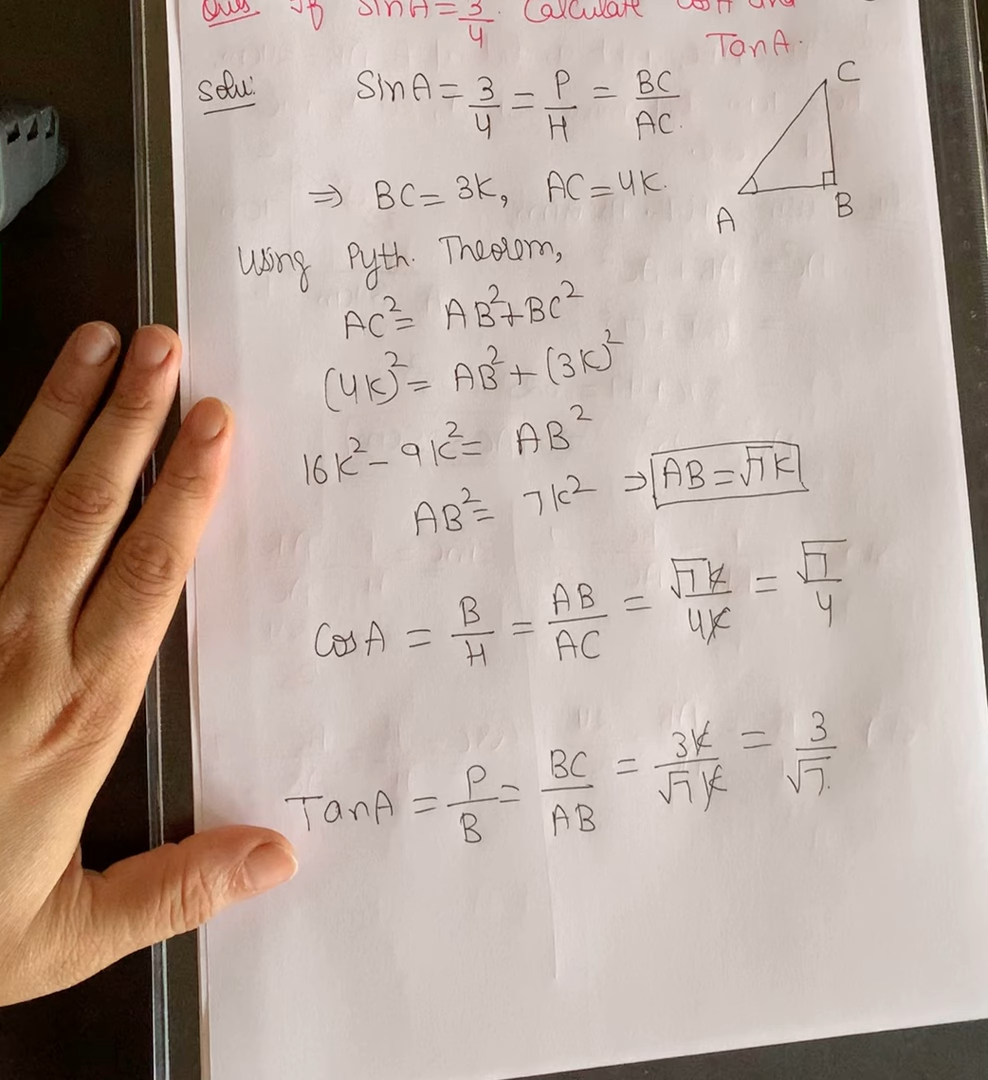 Ques If SinA = 3/4. Calculate CosA and
TanA.
Solu: SinA = 3/4 = P/H = BC/AC.
C
A B
⇒ BC = 3K, AC = 4K.
Using Pyth. Theorem,
AC² = AB² + BC²
(4K)² = AB² + (3K)²
16K² - 9K² = AB²
AB² = 7K² ⇒ AB = √7K
CosA = B/H = AB/AC = √7K/4K = √7/4
TanA = P/B = BC/AB = 3K/√7K = 3/√7.